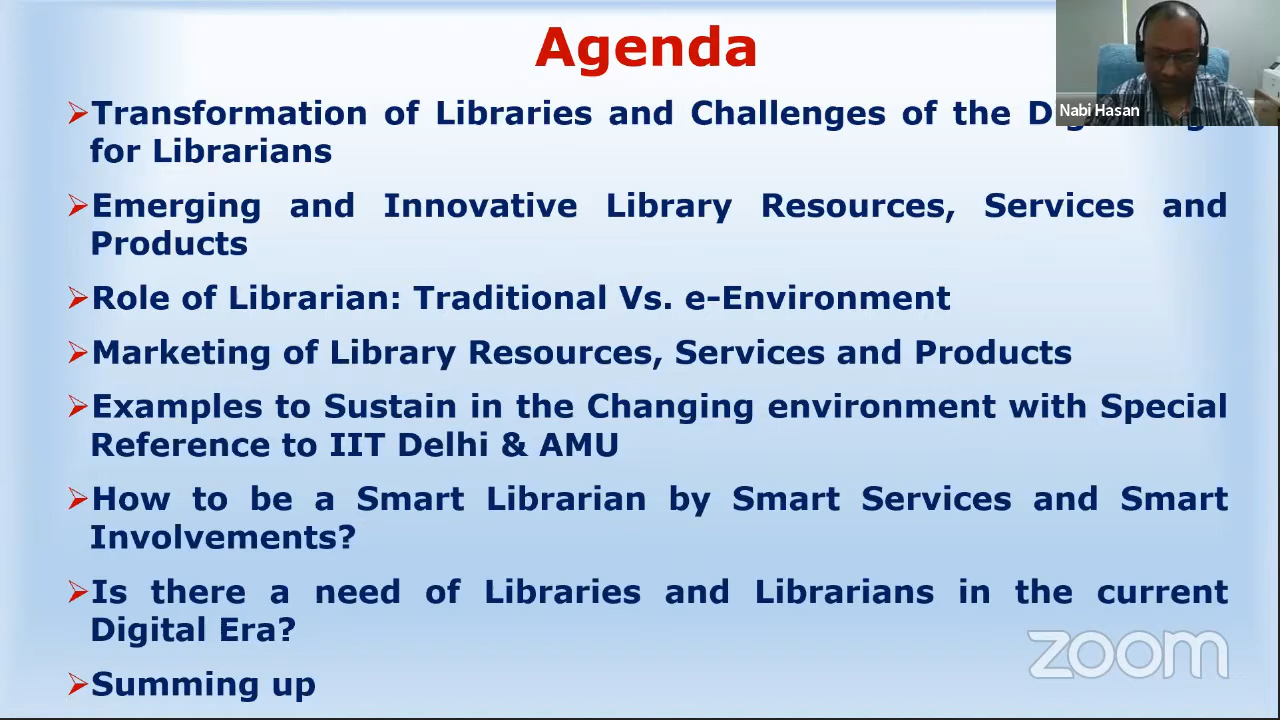 Agenda
Nabi Hasan
➢Transformation of Libraries and Challenges of the
for Librarians
➢Emerging and Innovative Library Resources, Services and
Products
➢Role of Librarian: Traditional Vs. e-Environment
➢Marketing of Library Resources, Services and Products
➢Examples to Sustain in the Changing environment with Special
Reference to IIT Delhi & AMU
➢How to be a Smart Librarian by Smart Services and Smart
Involvements?
➢Is there a need of Libraries and Librarians in the current
Digital Era?
➢Summing up
zoom